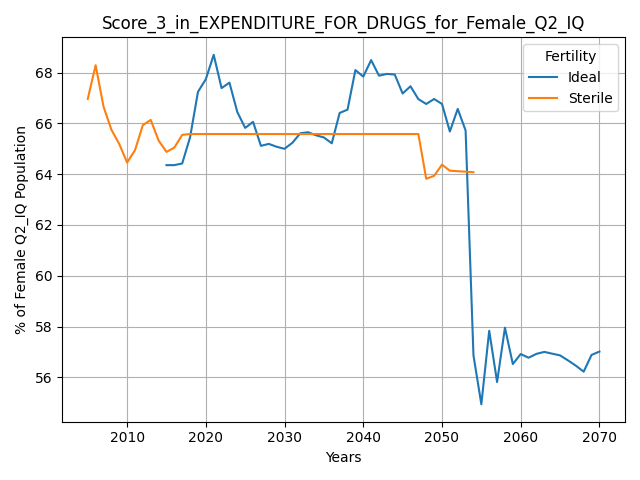 Score_3_in_EXPENDITURE_FOR_DRUGS_for_Female_Q2_IQ
Fertility
Ideal
Sterile
% of Female Q2_IQ Population
68
66
64
62
60
58
56
2010
2020
2030
2040
2050
2060
2070
Years